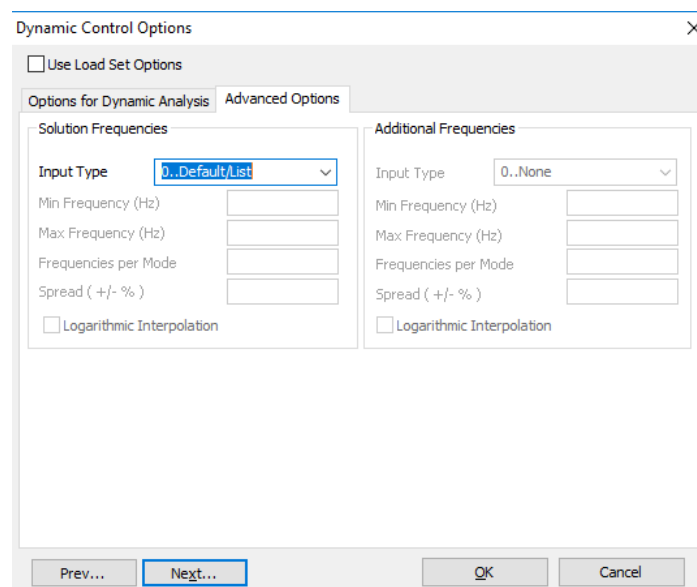 Dynamic Control Options
Use Load Set Options
Options for Dynamic Analysis Advanced Options
Solution Frequencies
Input Type 0..Default/List
Min Frequency (Hz)
Max Frequency (Hz)
Frequencies per Mode
Spread ( +/- % )
Logarithmic Interpolation
Additional Frequencies
Input Type 0..None
Min Frequency (Hz)
Max Frequency (Hz)
Frequencies per Mode
Spread ( +/- % )
Logarithmic Interpolation
Prev... Next... OK Cancel